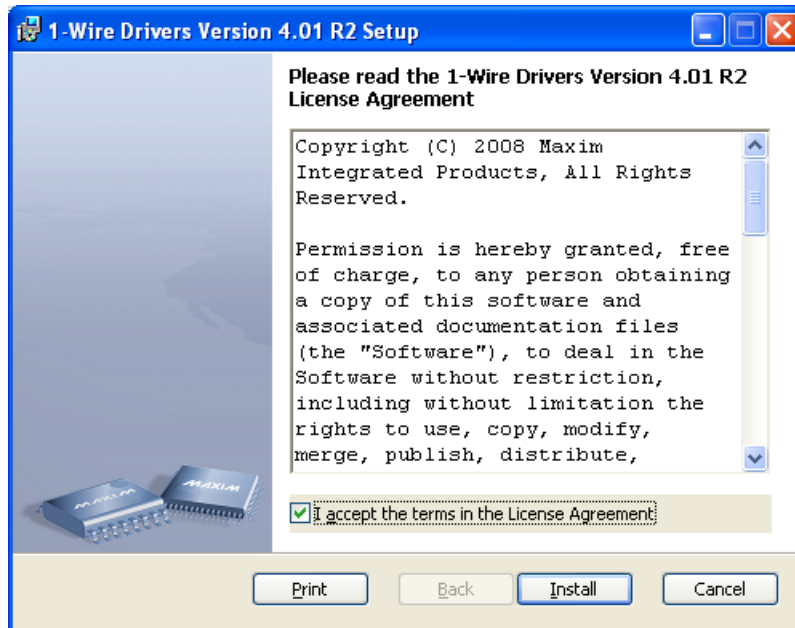 1-Wire Drivers Version 4.01 R2 Setup
Please read the 1-Wire Drivers Version 4.01 R2
License Agreement
Copyright (C) 2008 Maxim
Integrated Products, All Rights
Reserved.
Permission is hereby granted, free
of charge, to any person obtaining
a copy of this software and
associated documentation files
(the "Software"), to deal in the
Software without restriction,
including without limitation the
rights to use, copy, modify,
merge, publish, distribute,
MAXIM
MAXIM
I accept the terms in the License Agreement
Print
Back
Install
Cancel